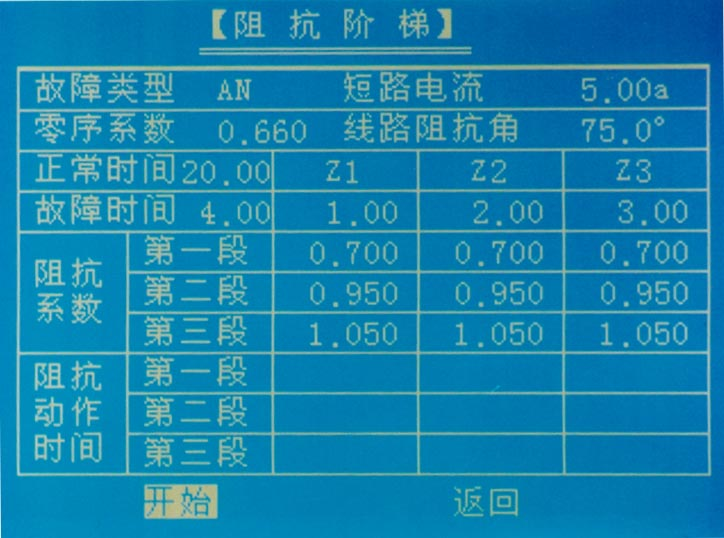 【阻抗阶梯】
故障类型 AN 短路电流 5.00a
零序系数 0.660 线路阻抗角 75.0°
正常时间 20.00 Z1 Z2 Z3
故障时间 4.00 1.00 2.00 3.00
阻抗系数 第一段 0.700 0.700 0.700
第二段 0.950 0.950 0.950
第三段 1.050 1.050 1.050
阻抗动作时间 第一段
第二段
第三段
开始 返回